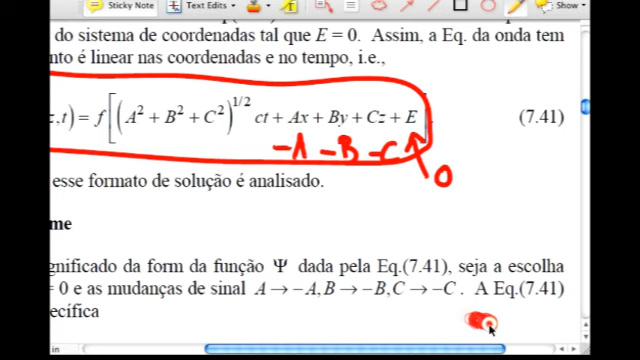 Sticky Note Text Edits Show
do sistema de coordenadas tal que E = 0. Assim, a Eq. da onda tem
nto é linear nas coordenadas e no tempo, i.e.,
,t) = f[(A² + B² + C²)^1/2 ct + Ax + By + Cz + E] (7.41)
-A -B -C 0
esse formato de solução é analisado.
me
gnificado da forma da função Ψ dada pela Eq.(7.41), seja a escolha
= 0 e as mudanças de sinal A → −A, B → −B, C → −C . A Eq.(7.41)
ecífica
in